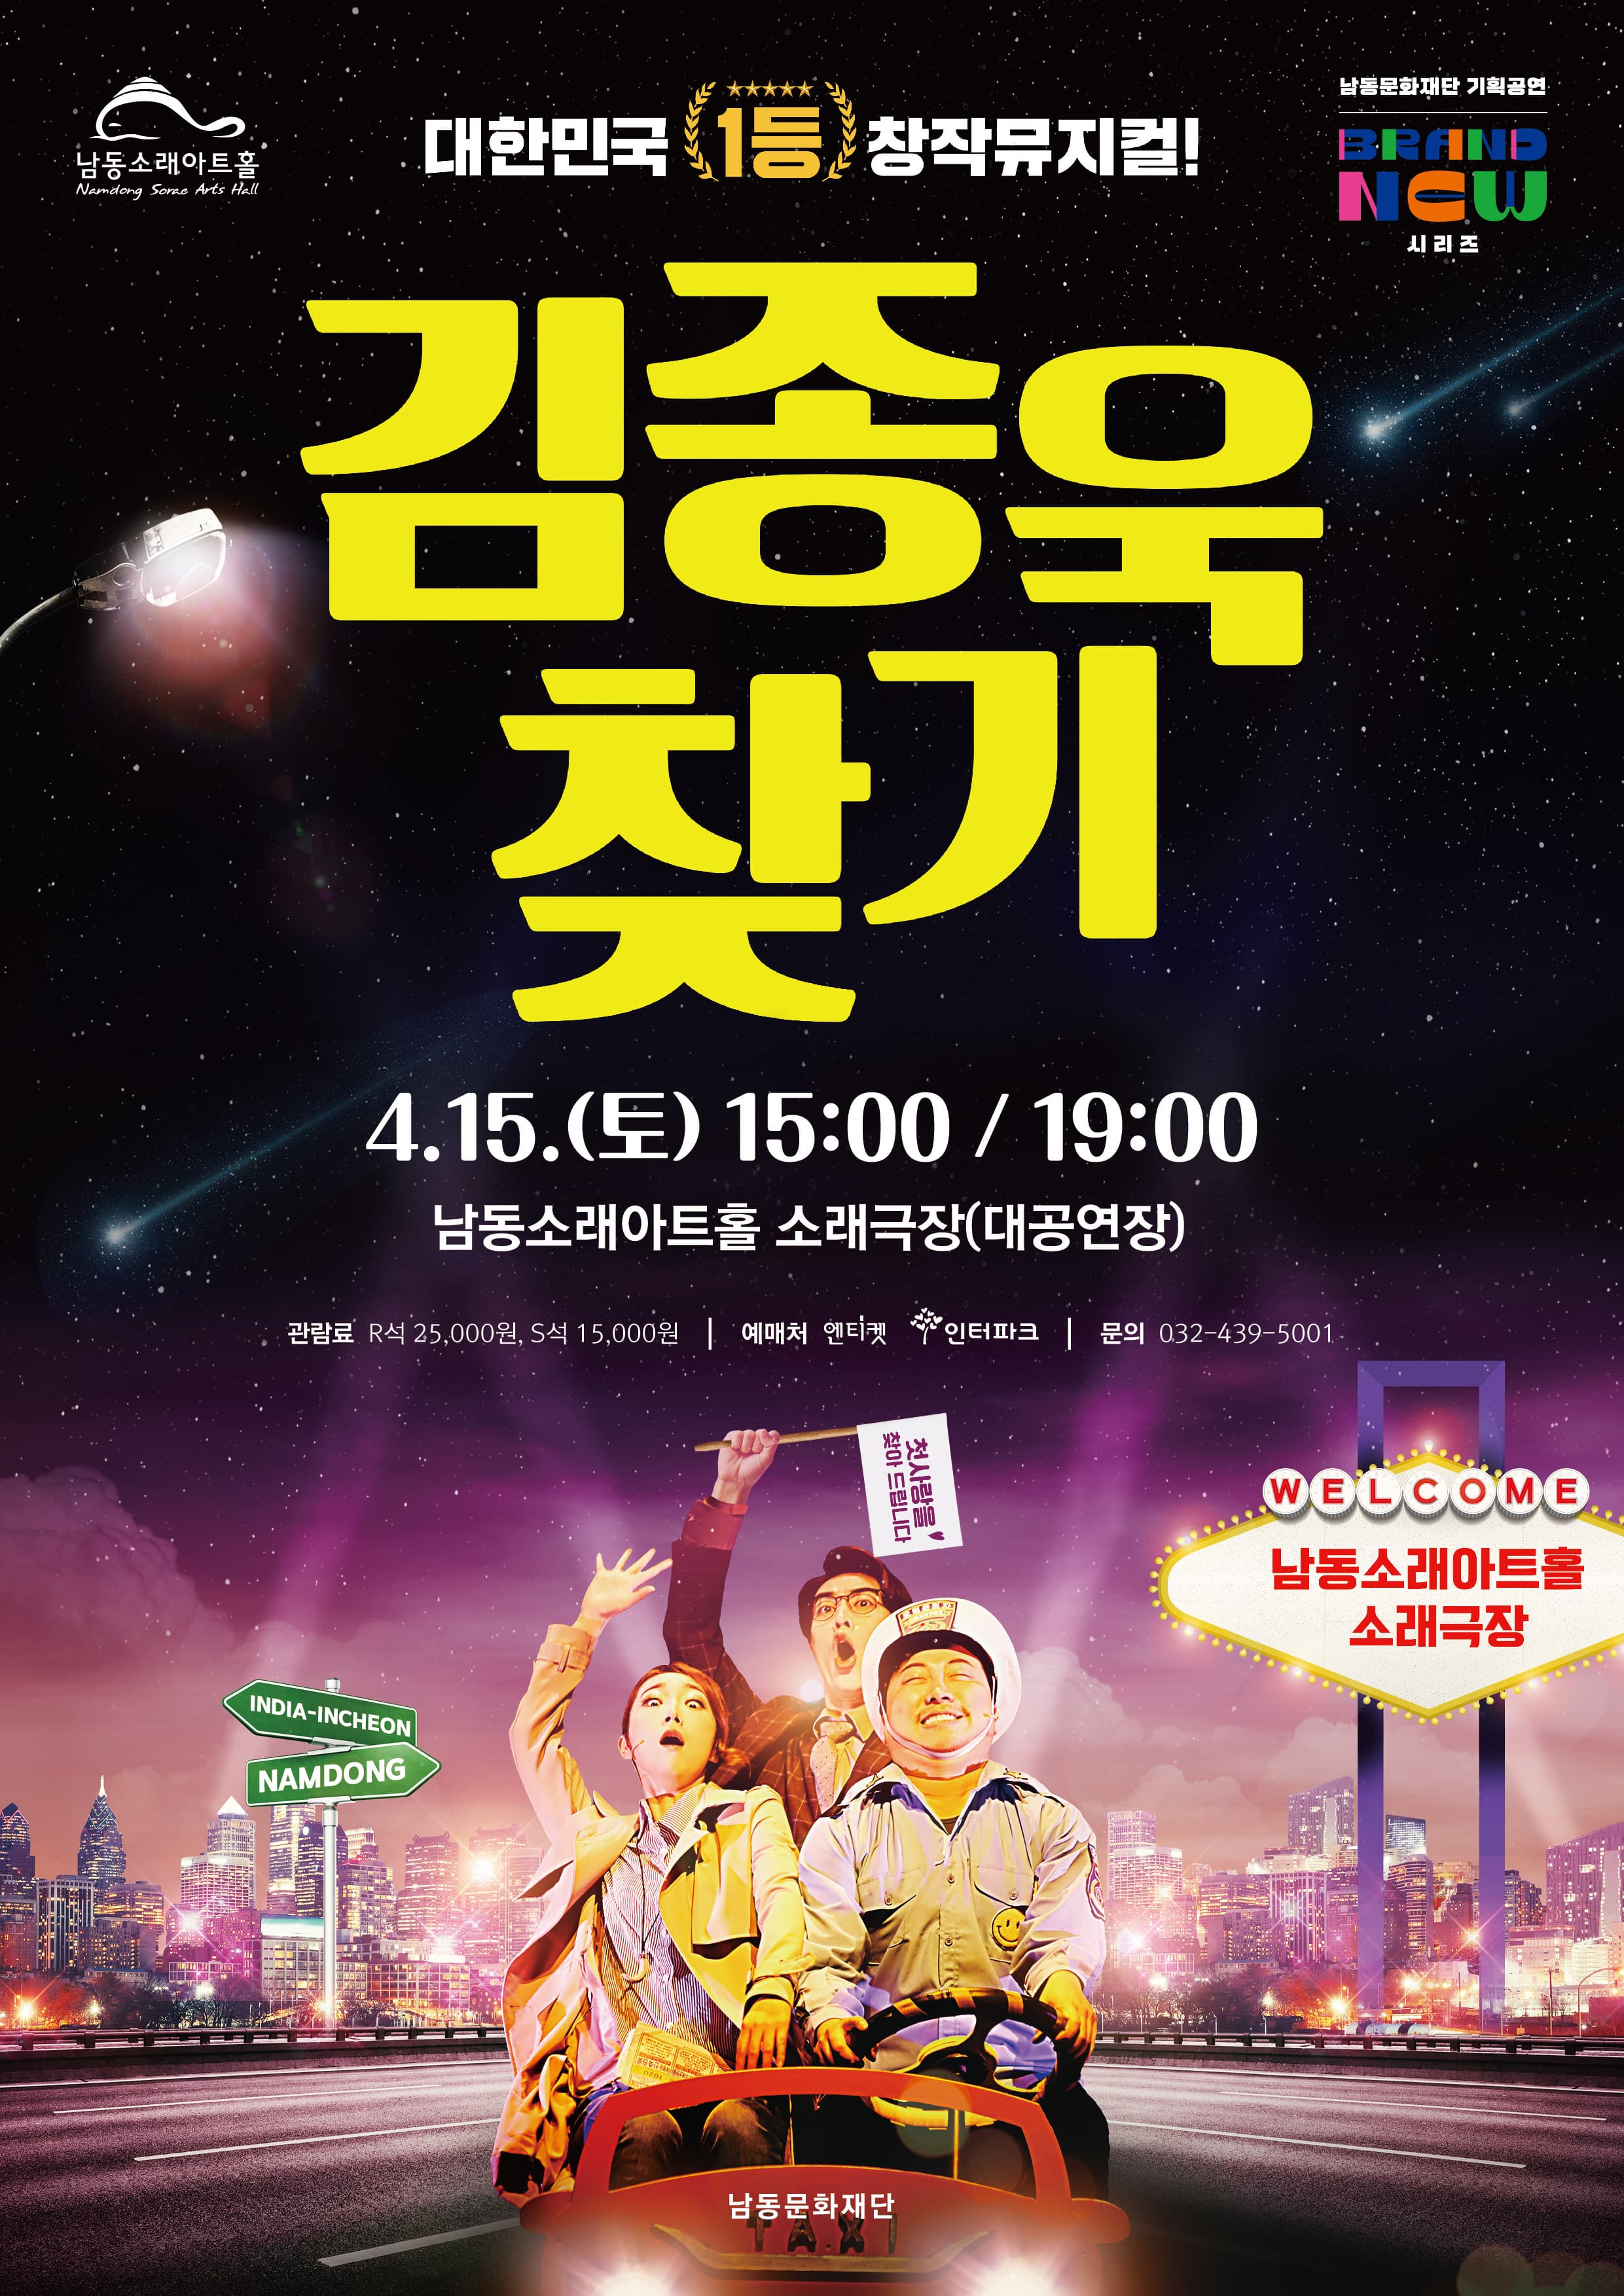 남동소래아트홀
Namdong Sorae Arts Hall
대한민국 1등 창작뮤지컬!
남동문화재단 기획공연
BRAND
NEW
시리즈
김종욱
찾기
4.15.(토) 15:00 / 19:00
남동소래아트홀 소래극장(대공연장)
관람료 R석 25,000원, S석 15,000원 | 예매처 엔티켓 인터파크 | 문의 032-439-5001
첫사랑을
찾아 드립니다
WELCOME
남동소래아트홀
소래극장
INDIA-INCHEON
NAMDONG
남동문화재단
TAXI